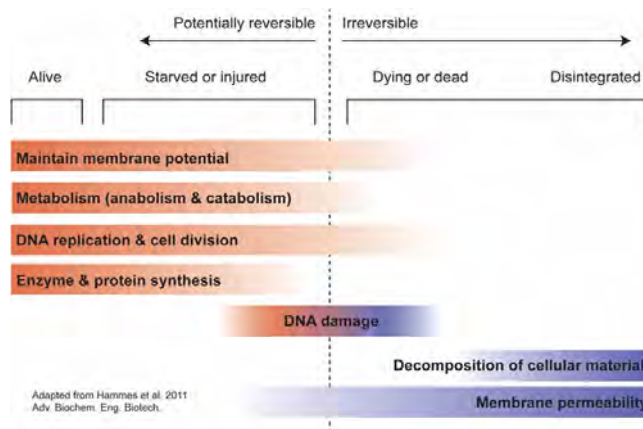 Potentially reversible
Irreversible
Alive
Starved or injured
Dying or dead
Disintegrated
Maintain membrane potential
Metabolism (anabolism & catabolism)
DNA replication & cell division
Enzyme & protein synthesis
DNA damage
Decomposition of cellular material
Adapted from Hammes et al. 2011
Adv. Biochem. Eng. Biotech.
Membrane permeability